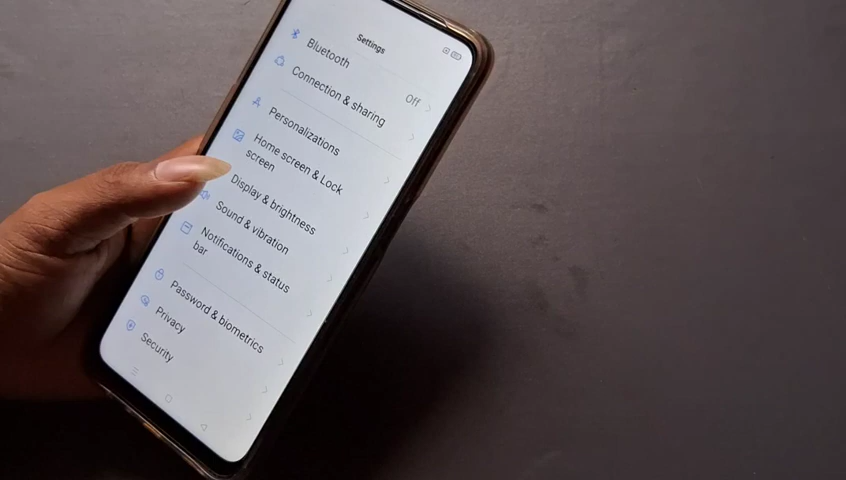 Settings
Bluetooth
Off
Connection & sharing
Personalizations
Home screen & Lock
screen
Display & brightness
Sound & vibration
Notifications & status
bar
Password & biometrics
Privacy
Security